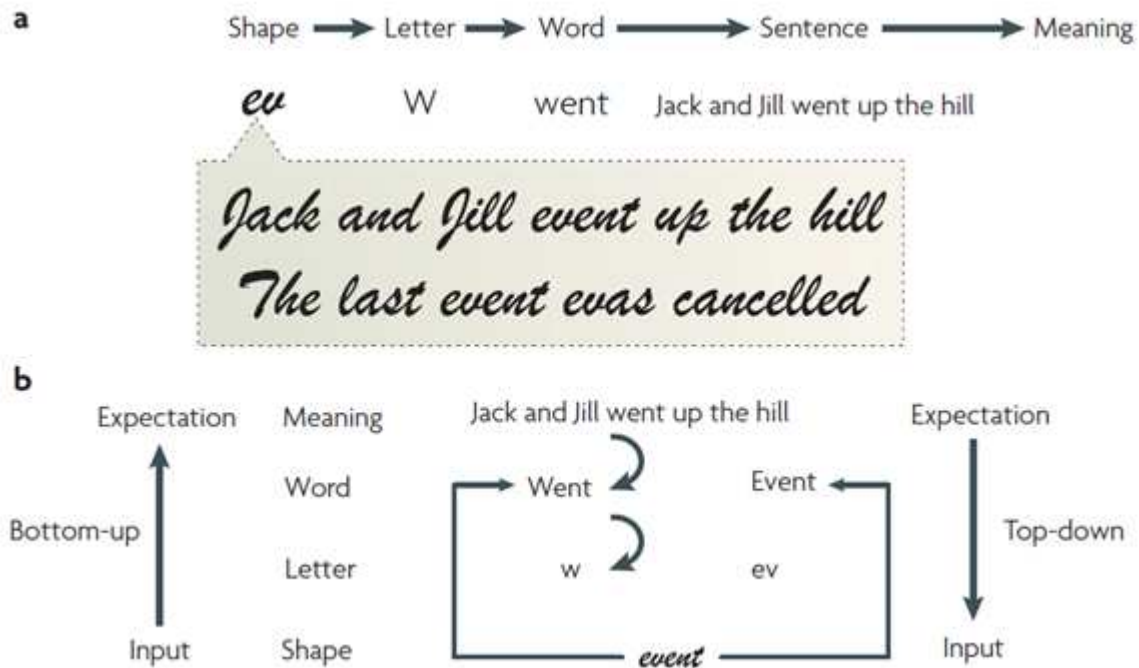 a
Shape Letter Word Sentence Meaning
ev W went Jack and Jill went up the hill
Jack and Jill event up the hill
The last event evas cancelled
b
Expectation Meaning Jack and Jill went up the hill Expectation
Word Went Event
Bottom-up Top-down
Letter w ev
Input Shape event Input